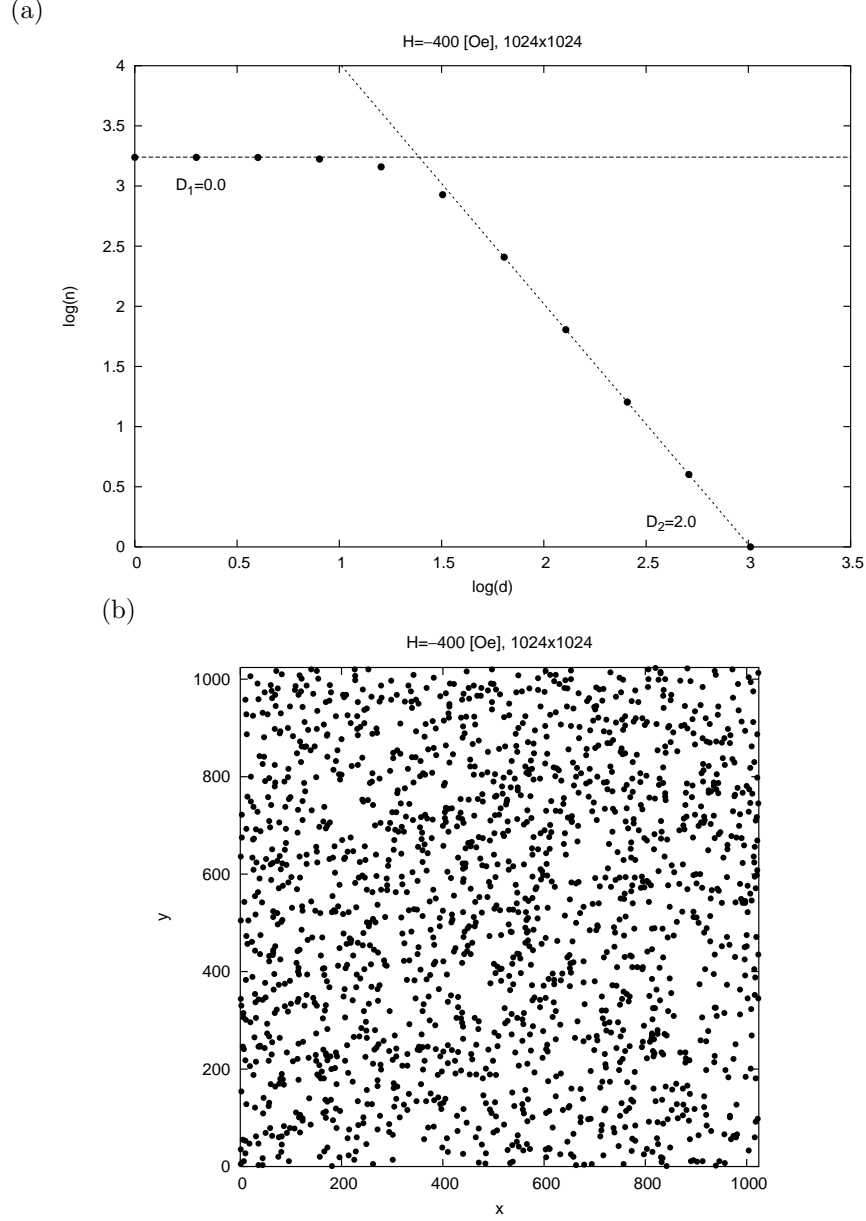 (a)
H=−400 [Oe], 1024x1024
4
3.5
3
2.5
2
1.5
1
0.5
0
log(n)
D₁=0.0
D₂=2.0
0 0.5 1 1.5 2 2.5 3 3.5
log(d)
(b)
H=−400 [Oe], 1024x1024
1000
800
600
400
200
0
y
0 200 400 600 800 1000
x